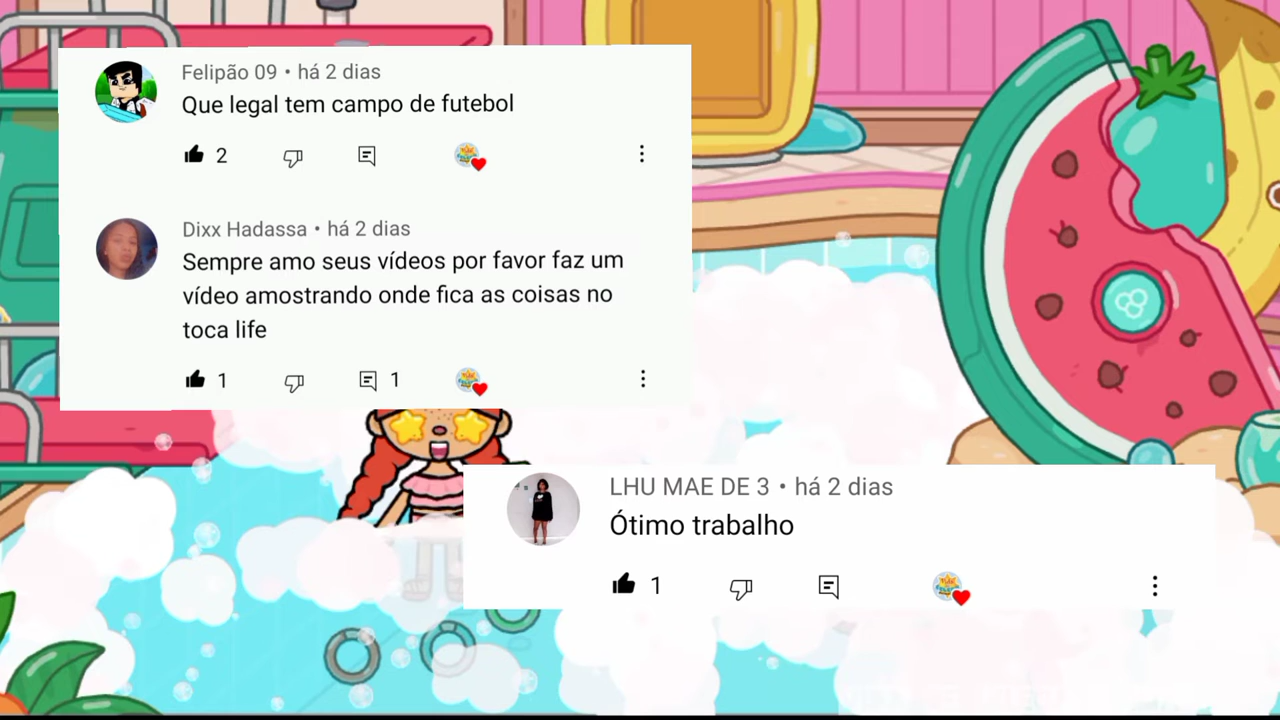 Felipão 09 • há 2 dias
Que legal tem campo de futebol
2
Dixx Hadassa • há 2 dias
Sempre amo seus vídeos por favor faz um
vídeo amostrando onde fica as coisas no
toca life
1 1
LHU MAE DE 3 • há 2 dias
Ótimo trabalho
1